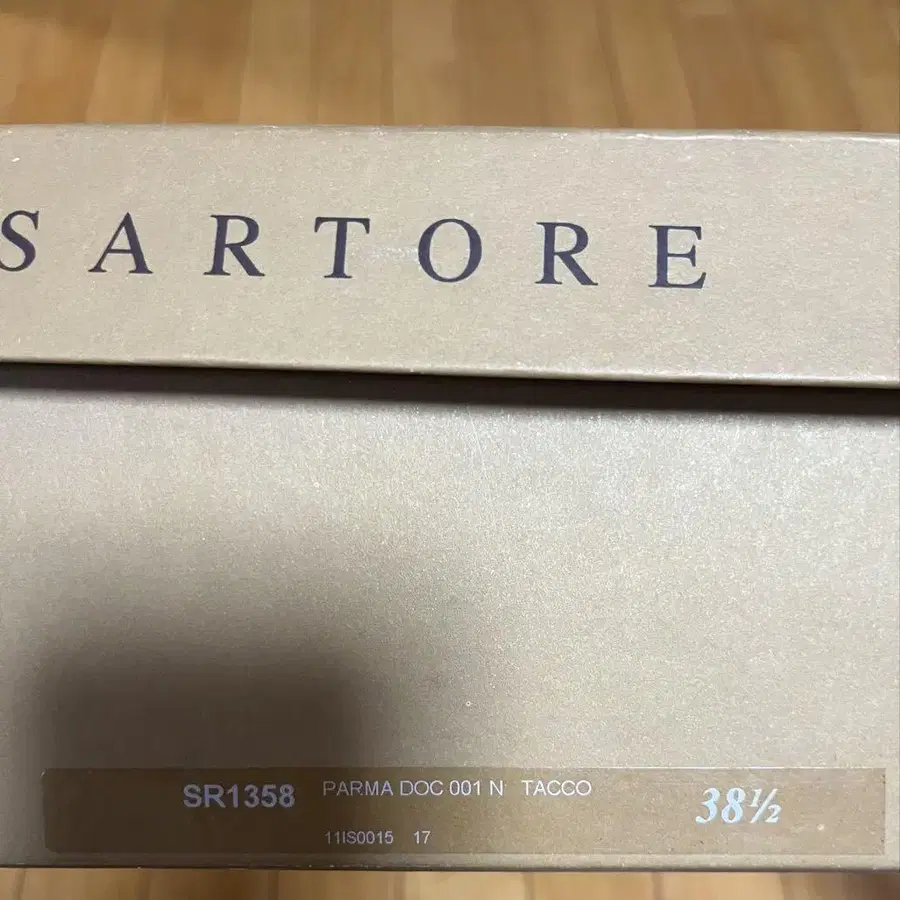 SARTORE
SR1358 PARMA DOC 001 N TACCO 38½
11IS0015 17